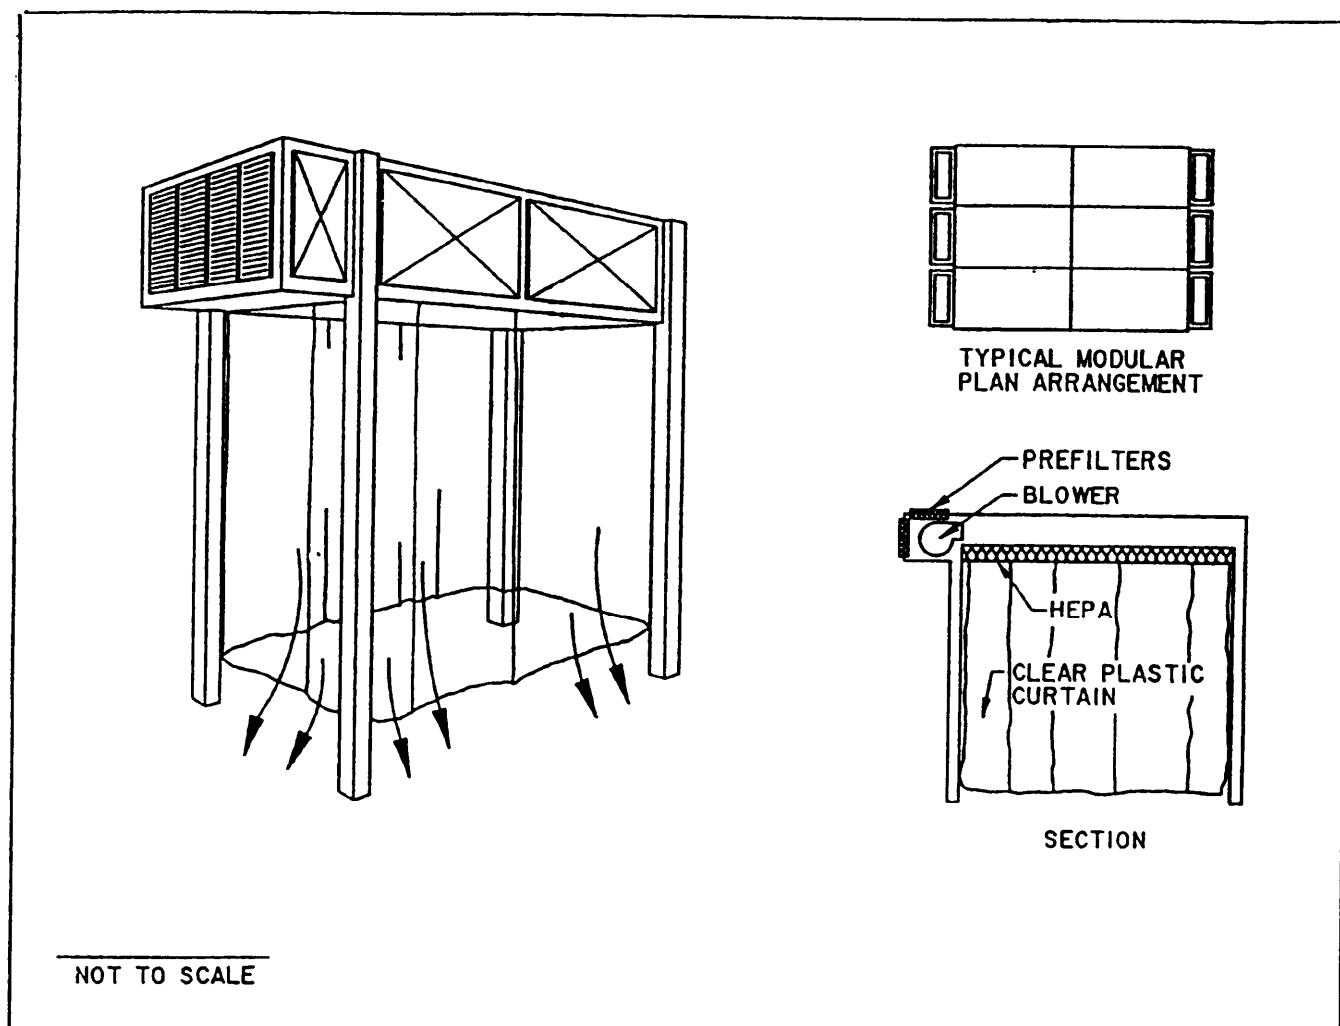 TYPICAL MODULAR
PLAN ARRANGEMENT
PREFILTERS
BLOWER
HEPA
CLEAR PLASTIC
CURTAIN
SECTION
NOT TO SCALE